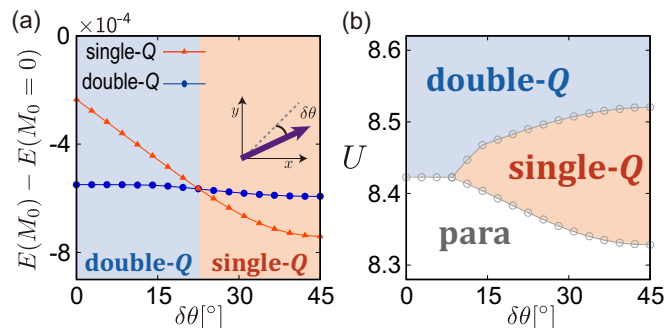 (a)
×10⁻⁴
0
-4
-8
E(M₀) − E(M₀ = 0)
single-Q
double-Q
y
x
δθ
double-Q
single-Q
0
15
30
45
δθ[°]
(b)
8.6
8.5
8.4
8.3
U
double-Q
single-Q
para
0
15
30
45
δθ[°]